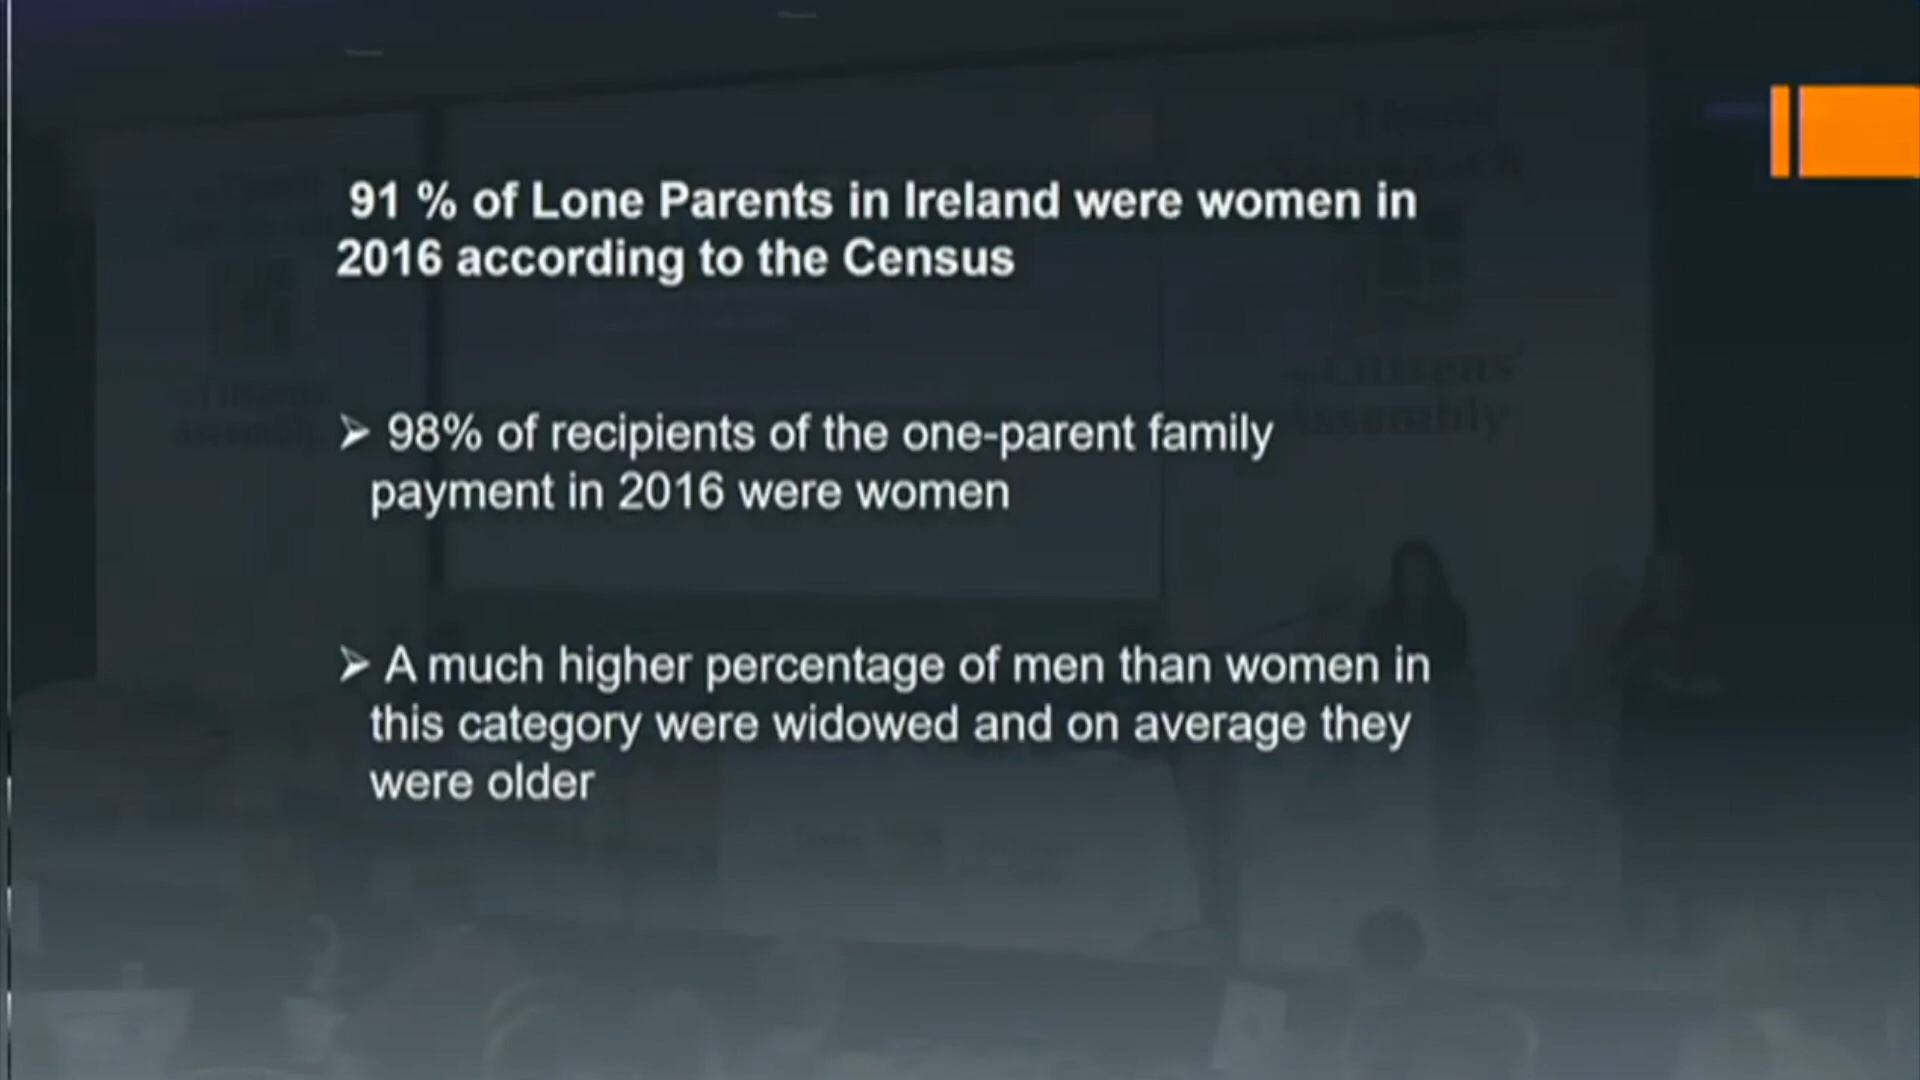 91 % of Lone Parents in Ireland were women in
2016 according to the Census
➢ 98% of recipients of the one-parent family
payment in 2016 were women
➢ A much higher percentage of men than women in
this category were widowed and on average they
were older
Citizens'
Assembly